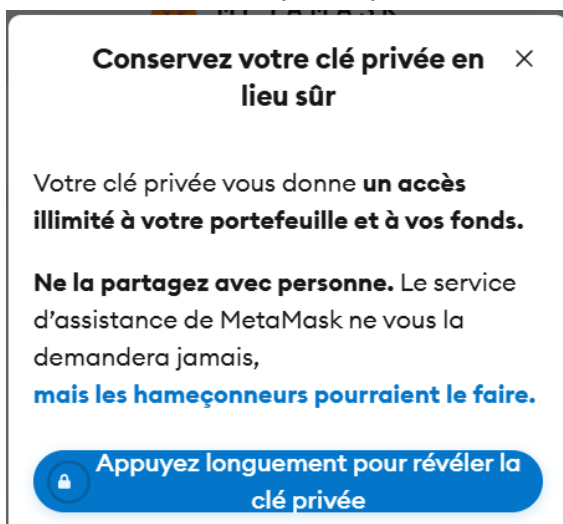 METAMASK
Conservez votre clé privée en
lieu sûr
Votre clé privée vous donne un accès
illimité à votre portefeuille et à vos fonds.
Ne la partagez avec personne. Le service
d’assistance de MetaMask ne vous la
demandera jamais,
mais les hameçonneurs pourraient le faire.
Appuyez longuement pour révéler la
clé privée